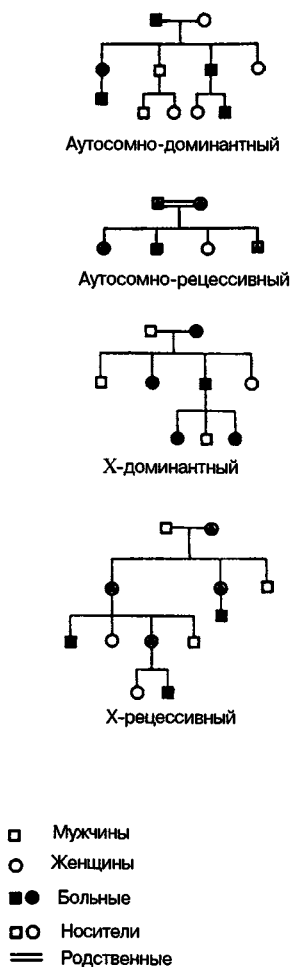 Аутосомно-доминантный
Аутосомно-рецессивный
Х-доминантный
Х-рецессивный
Мужчины
Женщины
Больные
Носители
Родственные